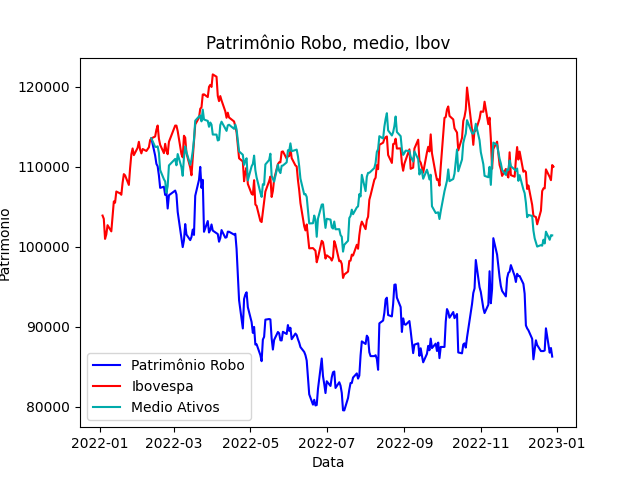 Patrimônio Robo, medio, Ibov
120000
110000
100000
90000
80000
Patrimonio
Patrimônio Robo
Ibovespa
Medio Ativos
2022-01 2022-03 2022-05 2022-07 2022-09 2022-11 2023-01
Data